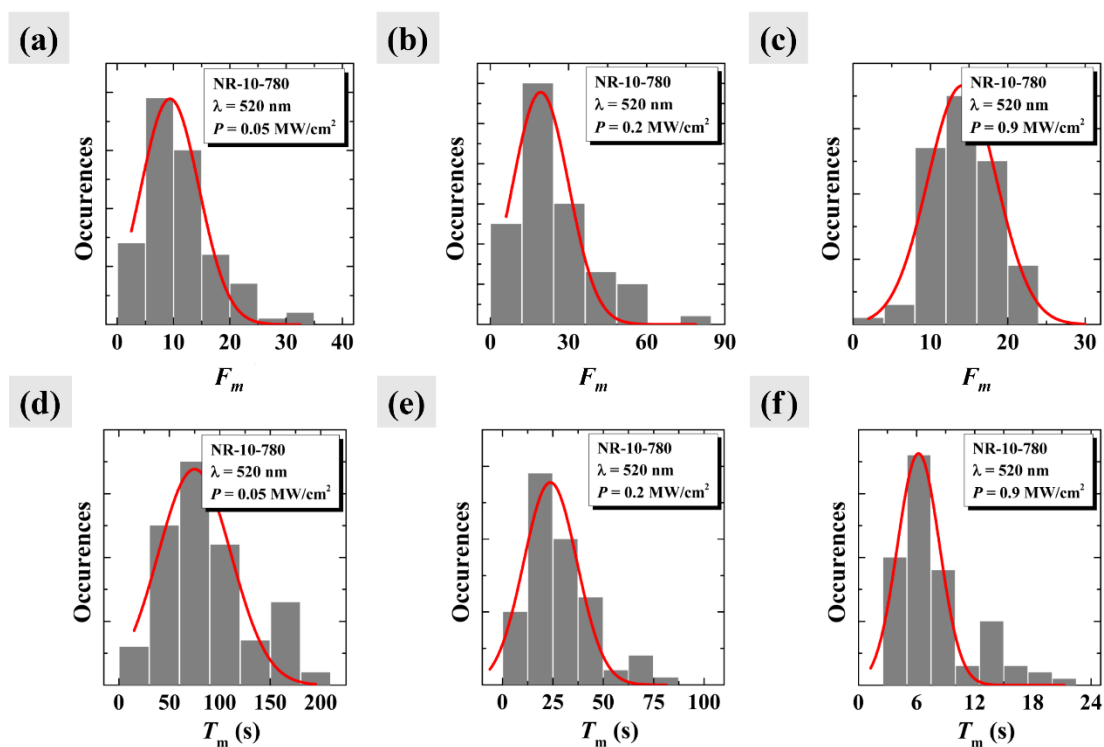 (a)
NR-10-780
λ = 520 nm
P = 0.05 MW/cm²
Occurences
0 10 20 30 40
Fm
(b)
NR-10-780
λ = 520 nm
P = 0.2 MW/cm²
Occurences
0 30 60 90
Fm
(c)
NR-10-780
λ = 520 nm
P = 0.9 MW/cm²
Occurences
0 10 20 30
Fm
(d)
NR-10-780
λ = 520 nm
P = 0.05 MW/cm²
Occurences
0 50 100 150 200
Tm (s)
(e)
NR-10-780
λ = 520 nm
P = 0.2 MW/cm²
Occurences
0 25 50 75 100
Tm (s)
(f)
NR-10-780
λ = 520 nm
P = 0.9 MW/cm²
Occurences
0 6 12 18 24
Tm (s)